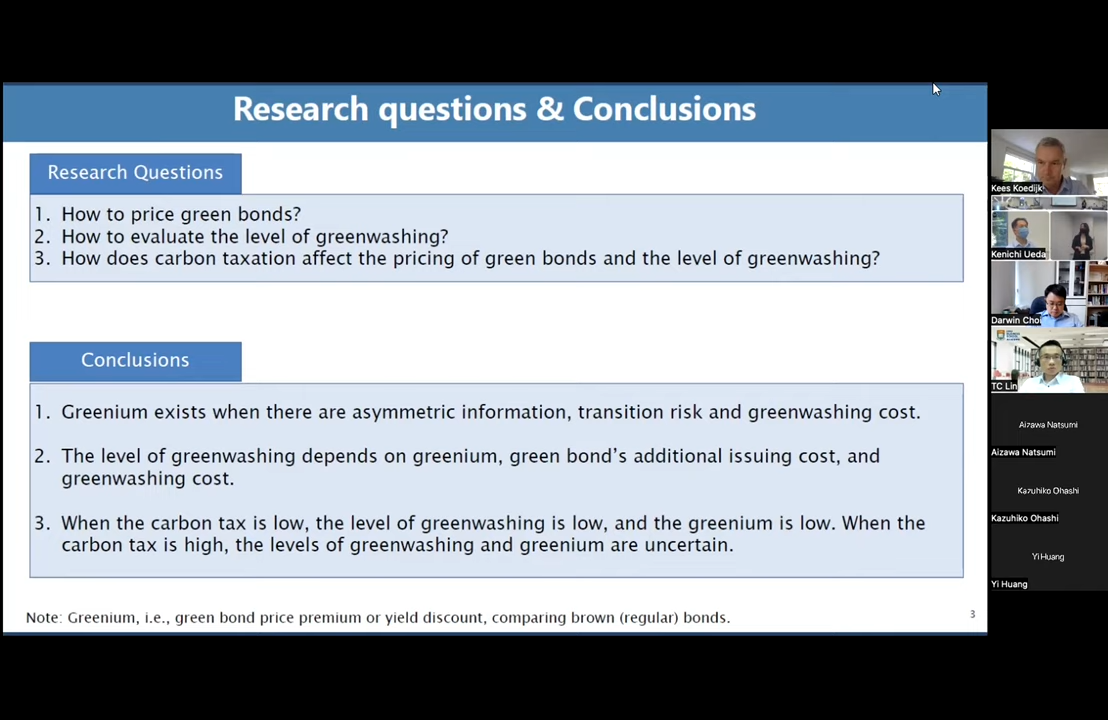 Research questions & Conclusions
Research Questions
1. How to price green bonds?
2. How to evaluate the level of greenwashing?
3. How does carbon taxation affect the pricing of green bonds and the level of greenwashing?
Conclusions
1. Greenium exists when there are asymmetric information, transition risk and greenwashing cost.
2. The level of greenwashing depends on greenium, green bond's additional issuing cost, and
greenwashing cost.
3. When the carbon tax is low, the level of greenwashing is low, and the greenium is low. When the
carbon tax is high, the levels of greenwashing and greenium are uncertain.
Note: Greenium, i.e., green bond price premium or yield discount, comparing brown (regular) bonds.
3
Kees Koedijk
Kenichi Ueda
Darwin Choi
TC Lin
Aizawa Natsumi
Aizawa Natsumi
Kazuhiko Ohashi
Kazuhiko Ohashi
Yi Huang
Yi Huang